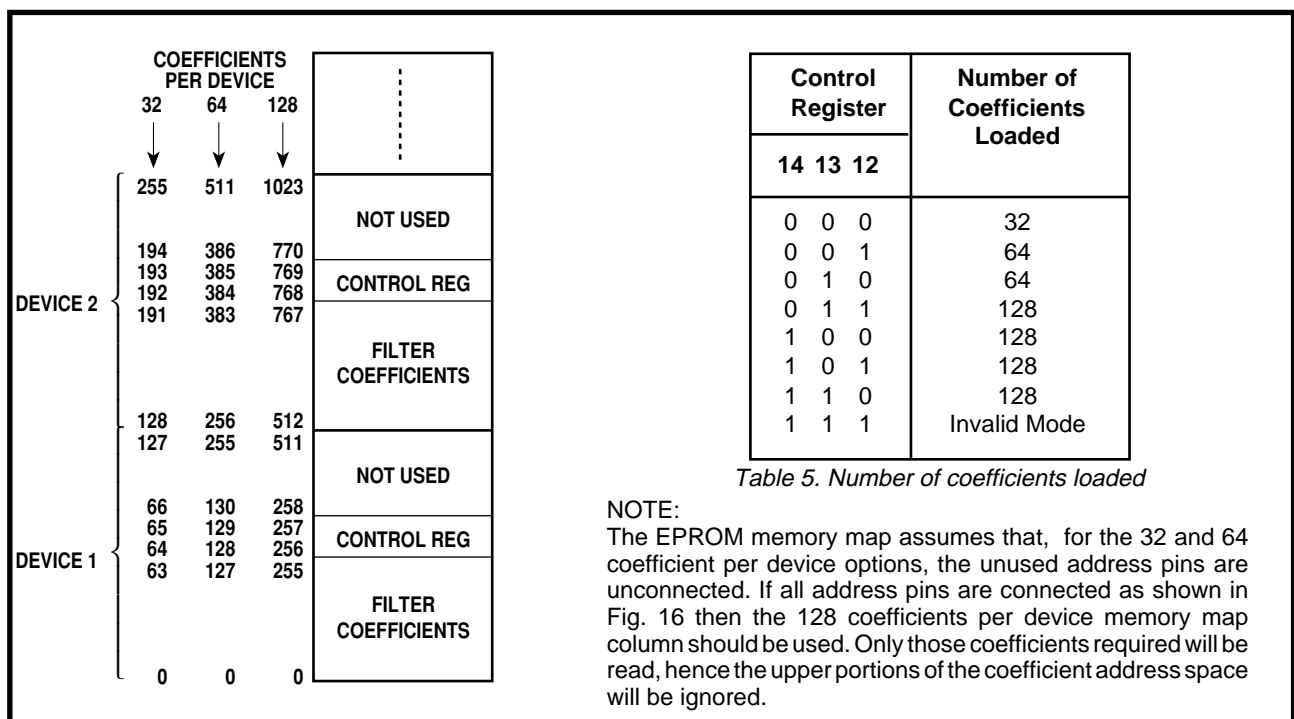 COEFFICIENTS
PER DEVICE
32 64 128
255 511 1023
NOT USED
194 386 770
193 385 769
CONTROL REG
192 384 768
DEVICE 2
191 383 767
FILTER
COEFFICIENTS
128 256 512
127 255 511
NOT USED
66 130 258
65 129 257
CONTROL REG
64 128 256
DEVICE 1
63 127 255
FILTER
COEFFICIENTS
0 0 0
Control
Register
Number of
Coefficients
Loaded
14 13 12
0 0 0 32
0 0 1 64
0 1 0 64
0 1 1 128
1 0 0 128
1 0 1 128
1 1 0 128
1 1 1 Invalid Mode
Table 5. Number of coefficients loaded
NOTE:
The EPROM memory map assumes that, for the 32 and 64
coefficient per device options, the unused address pins are
unconnected. If all address pins are connected as shown in
Fig. 16 then the 128 coefficients per device memory map
column should be used. Only those coefficients required will be
read, hence the upper portions of the coefficient address space
will be ignored.